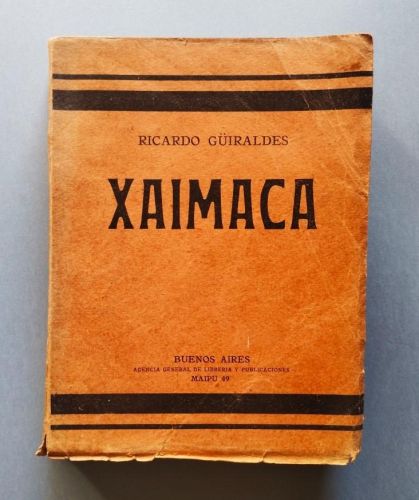 RICARDO GÜIRALDES
XAIMACA
BUENOS AIRES
AGENCIA GENERAL DE LIBRERIA Y PUBLICACIONES
MAIPU 49